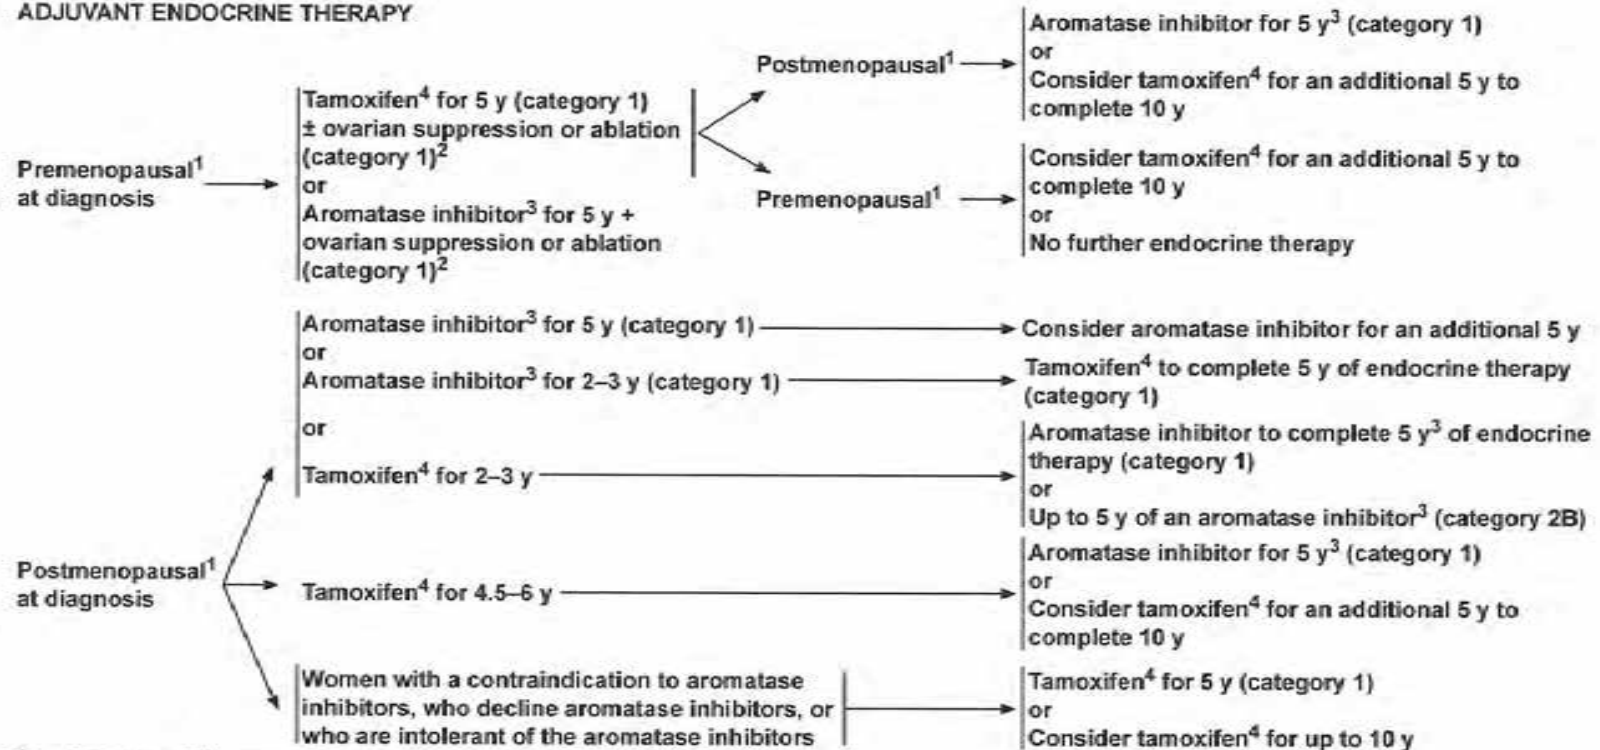 ADJUVANT ENDOCRINE THERAPY
Premenopausal¹
at diagnosis
Tamoxifen⁴ for 5 y (category 1)
± ovarian suppression or ablation
(category 1)²
or
Aromatase inhibitor³ for 5 y +
ovarian suppression or ablation
(category 1)²
Postmenopausal¹
Aromatase inhibitor for 5 y³ (category 1)
or
Consider tamoxifen⁴ for an additional 5 y to
complete 10 y
Premenopausal¹
Consider tamoxifen⁴ for an additional 5 y to
complete 10 y
or
No further endocrine therapy
Postmenopausal¹
at diagnosis
Aromatase inhibitor³ for 5 y (category 1)
Consider aromatase inhibitor for an additional 5 y
or
Aromatase inhibitor³ for 2–3 y (category 1)
Tamoxifen⁴ to complete 5 y of endocrine therapy
(category 1)
or
Tamoxifen⁴ for 2–3 y
Aromatase inhibitor to complete 5 y³ of endocrine
therapy (category 1)
or
Up to 5 y of an aromatase inhibitor³ (category 2B)
Tamoxifen⁴ for 4.5–6 y
Aromatase inhibitor for 5 y³ (category 1)
or
Consider tamoxifen⁴ for an additional 5 y to
complete 10 y
Women with a contraindication to aromatase
inhibitors, who decline aromatase inhibitors, or
who are intolerant of the aromatase inhibitors
Tamoxifen⁴ for 5 y (category 1)
or
Consider tamoxifen⁴ for up to 10 y